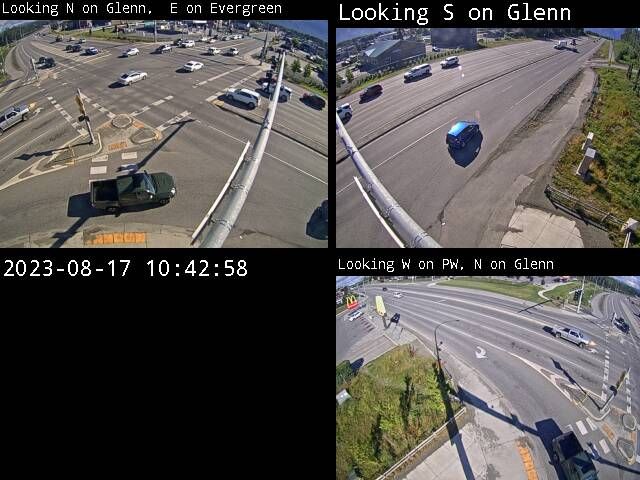 Looking N on Glenn, E on Evergreen
Looking S on Glenn
2023-08-17 10:42:58
Looking W on PW, N on Glenn